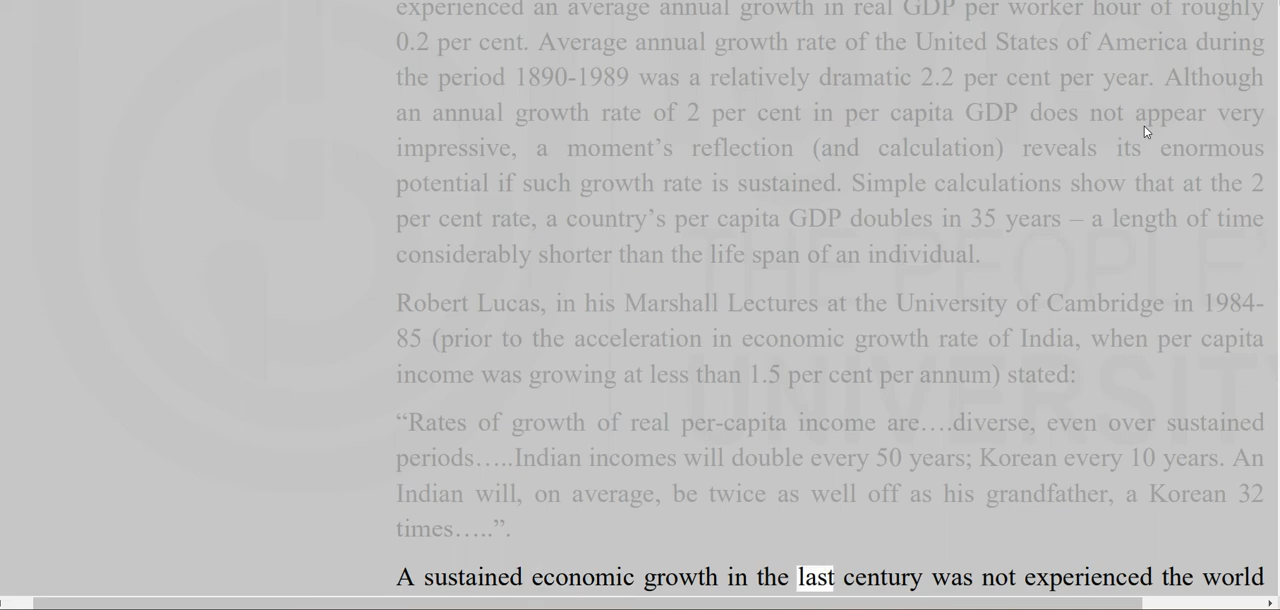 experienced an average annual growth in real GDP per worker hour of roughly
0.2 per cent. Average annual growth rate of the United States of America during
the period 1890-1989 was a relatively dramatic 2.2 per cent per year. Although
an annual growth rate of 2 per cent in per capita GDP does not appear very
impressive, a moment’s reflection (and calculation) reveals its enormous
potential if such growth rate is sustained. Simple calculations show that at the 2
per cent rate, a country’s per capita GDP doubles in 35 years – a length of time
considerably shorter than the life span of an individual.
Robert Lucas, in his Marshall Lectures at the University of Cambridge in 1984-
85 (prior to the acceleration in economic growth rate of India, when per capita
income was growing at less than 1.5 per cent per annum) stated:
“Rates of growth of real per-capita income are….diverse, even over sustained
periods…..Indian incomes will double every 50 years; Korean every 10 years. An
Indian will, on average, be twice as well off as his grandfather, a Korean 32
times…..”.
A sustained economic growth in the last century was not experienced the world
THE PEOPLE'S
UNIVERSITY